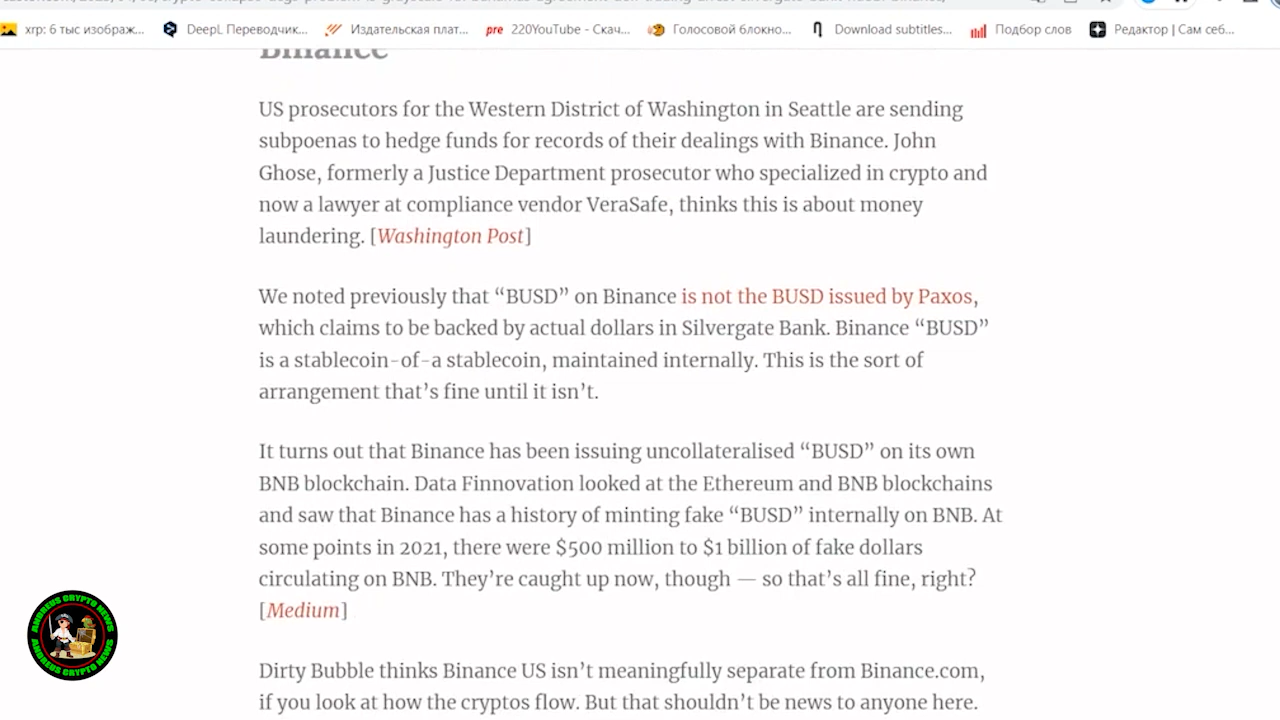 xrp: 6 тыс изображ...
DeepL Переводчик...
Издательская плат...
pre 220YouTube - Скач...
Голосовой блокно...
Download subtitles...
Подбор слов
Редактор | Сам себ...
Binance
US prosecutors for the Western District of Washington in Seattle are sending
subpoenas to hedge funds for records of their dealings with Binance. John
Ghose, formerly a Justice Department prosecutor who specialized in crypto and
now a lawyer at compliance vendor VeraSafe, thinks this is about money
laundering. [Washington Post]
We noted previously that “BUSD” on Binance is not the BUSD issued by Paxos,
which claims to be backed by actual dollars in Silvergate Bank. Binance “BUSD”
is a stablecoin-of-a stablecoin, maintained internally. This is the sort of
arrangement that’s fine until it isn’t.
It turns out that Binance has been issuing uncollateralised “BUSD” on its own
BNB blockchain. Data Finnovation looked at the Ethereum and BNB blockchains
and saw that Binance has a history of minting fake “BUSD” internally on BNB. At
some points in 2021, there were $500 million to $1 billion of fake dollars
circulating on BNB. They’re caught up now, though — so that’s all fine, right?
[Medium]
Dirty Bubble thinks Binance US isn’t meaningfully separate from Binance.com,
if you look at how the cryptos flow. But that shouldn’t be news to anyone here.
ANDREUS CRYPTO NEWS
ANDREUS CRYPTO NEWS